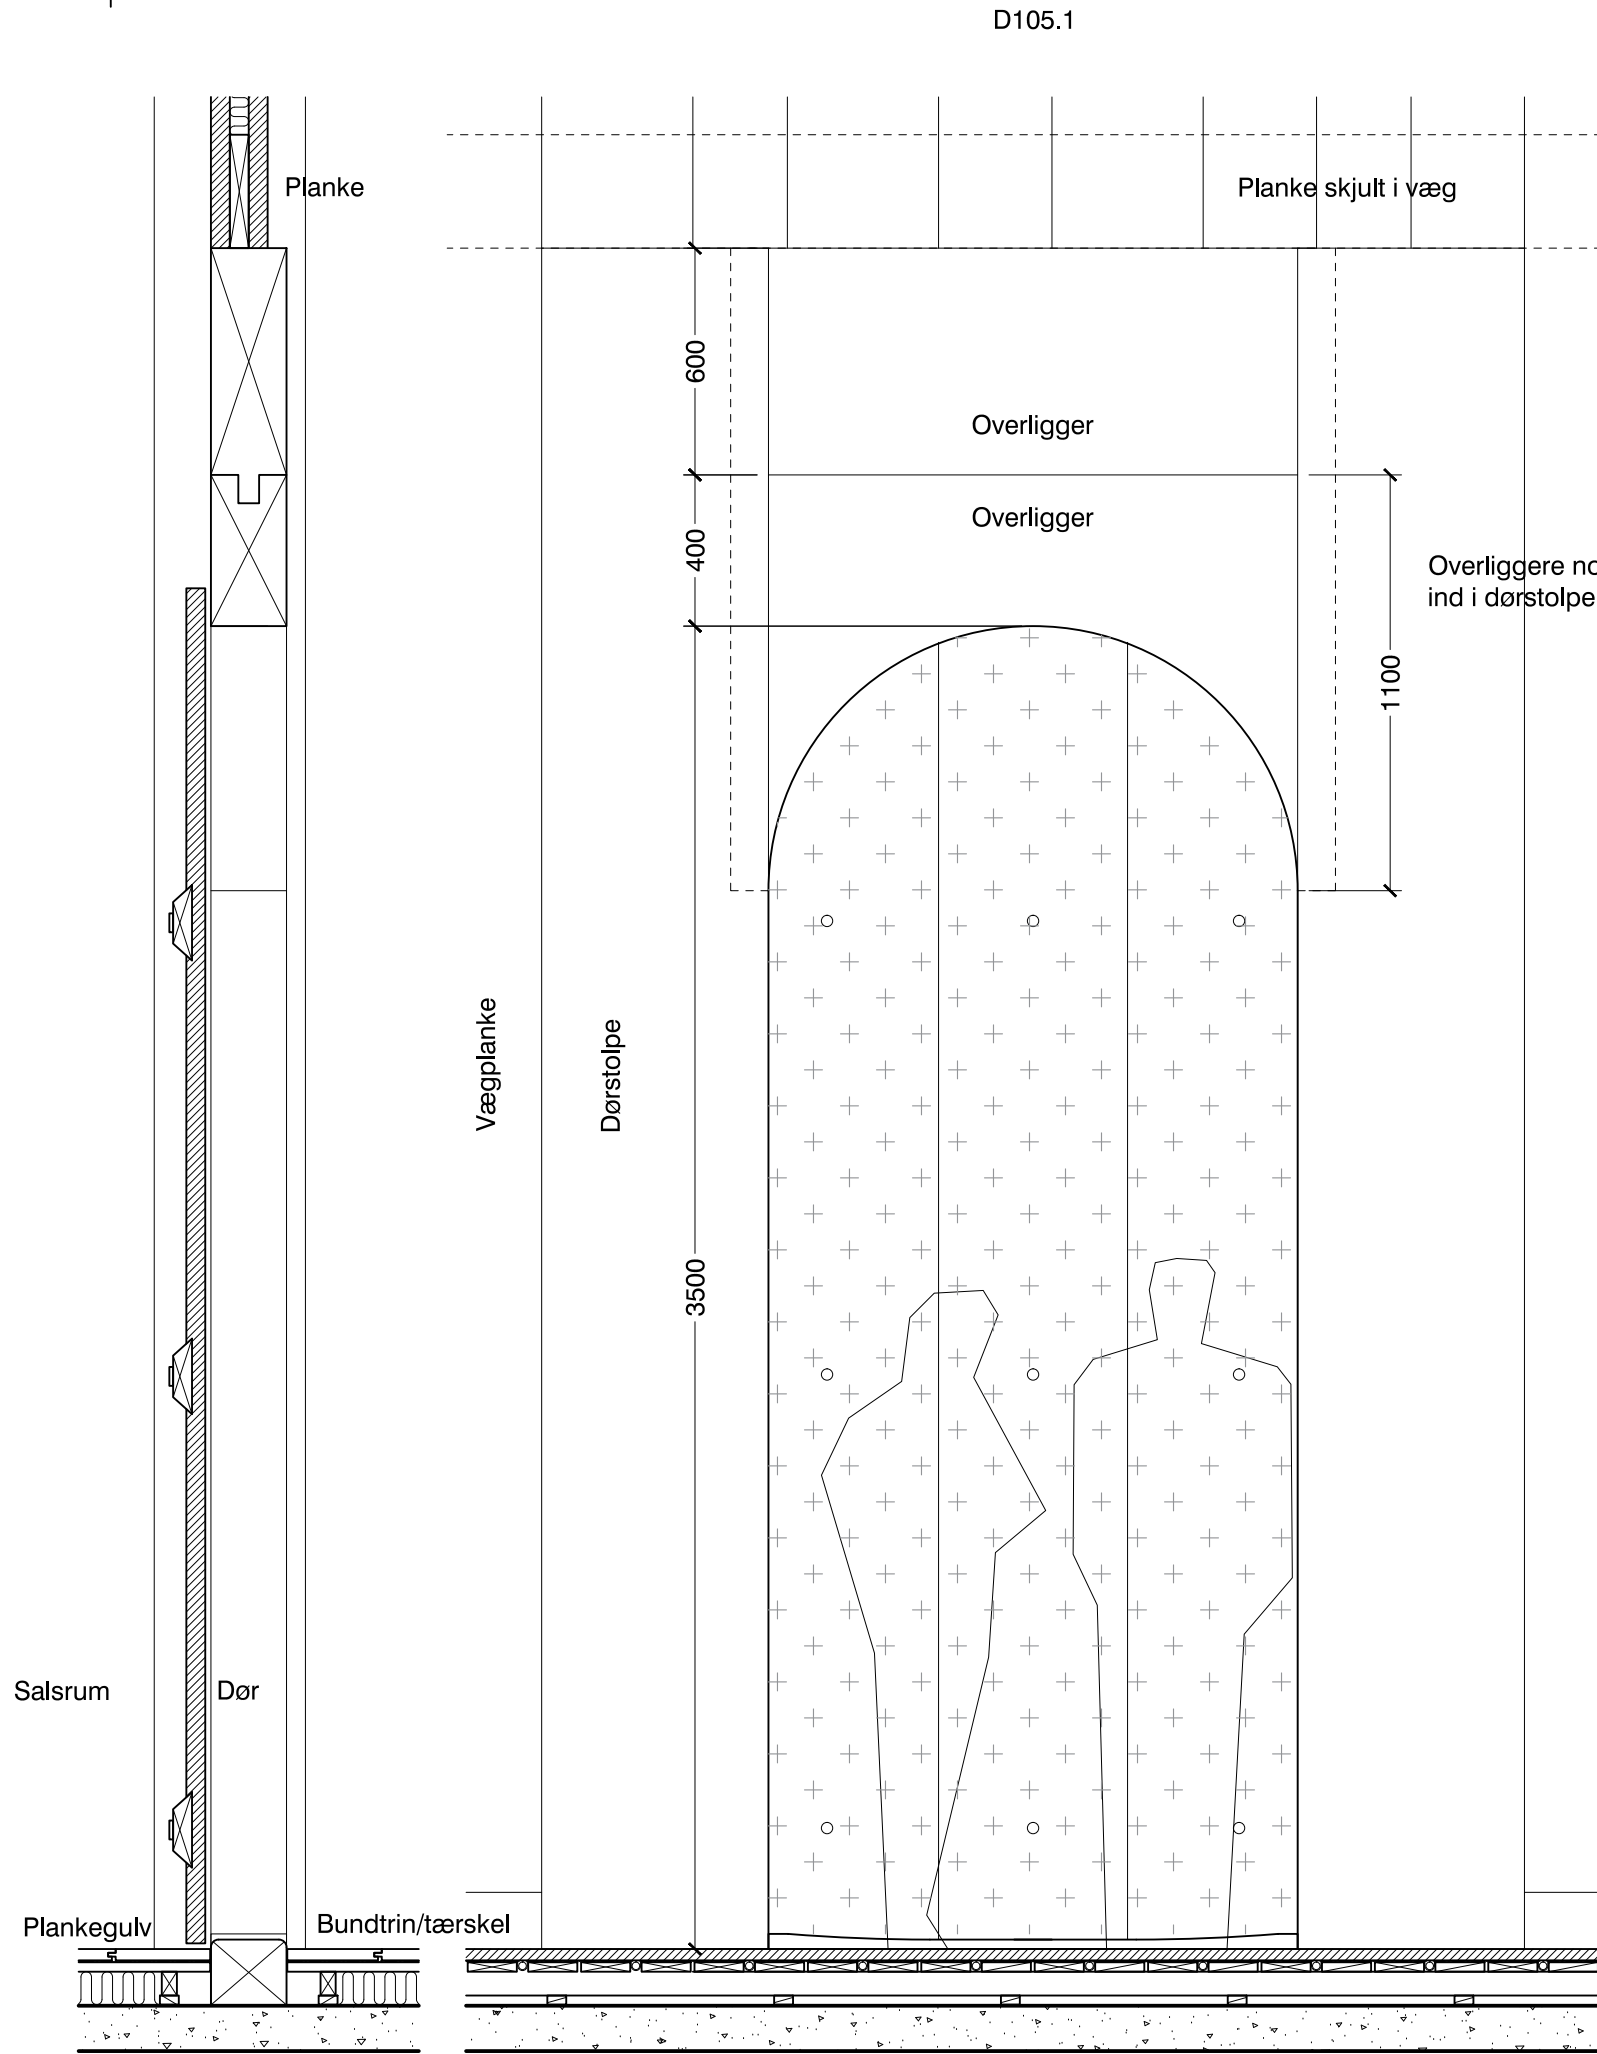 D105.1
Planke
Planke skjult i væg
600
Overligger
Overligger
400
Overliggere
ind i dørstolpe
1100
Vægplanke
Dørstolpe
3500
Salsrum
Dør
Plankegulv
Bundtrin/tærskel